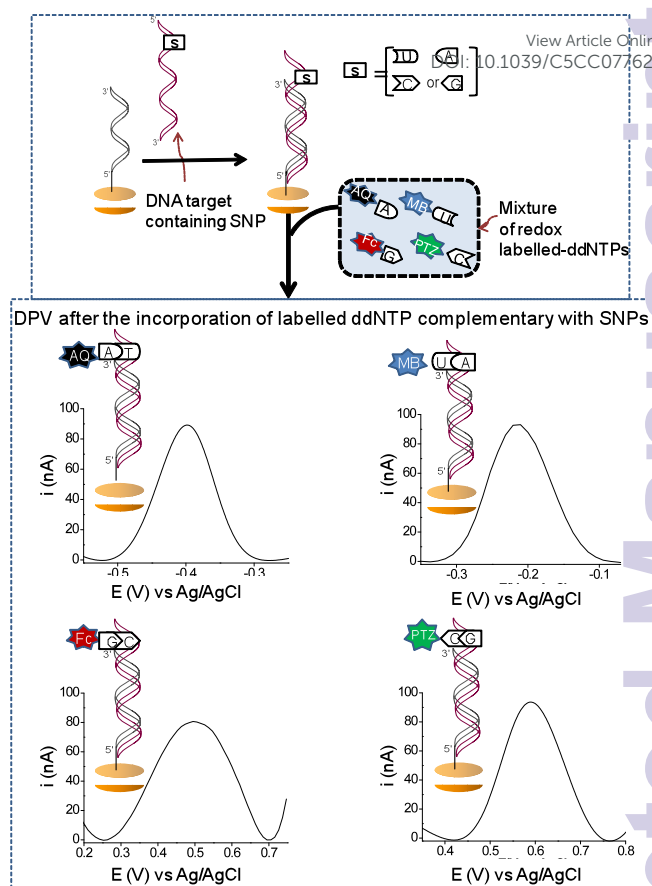 View Article Onlin
DOI: 10.1039/C5CC07762
5'
S
3'
3'
5'
DNA target
containing SNP
S
5'
S = U A
C or G
AQ A
MB U
Fc G
PTZ C
Mixture
of redox
labelled-ddNTPs
DPV after the incorporation of labelled ddNTP complementary with SNPs
AQ A T
3'
5'
i (nA)
100
80
60
40
20
0
-0.5 -0.4 -0.3
E (V) vs Ag/AgCl
MB U A
3'
5'
i (nA)
100
80
60
40
20
0
-0.3 -0.2 -0.1
E (V) vs Ag/AgCl
Fc G C
3'
5'
i (nA)
100
80
60
40
20
0
0.2 0.3 0.4 0.5 0.6 0.7
E (V) vs Ag/AgCl
PTZ C G
3'
5'
i (nA)
100
80
60
40
20
0
0.4 0.5 0.6 0.7 0.8
E (V) vs Ag/AgCl